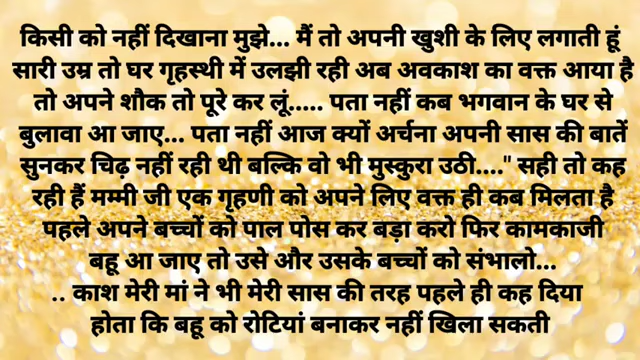 किसी को नहीं दिखाना मुझे... मैं तो अपनी खुशी के लिए लगाती हूं
सारी उम्र तो घर गृहस्थी में उलझी रही अब अवकाश का वक्त आया है
तो अपने शौक तो पूरे कर लूं..... पता नहीं कब भगवान के घर से
बुलावा आ जाए... पता नहीं आज क्यों अर्चना अपनी सास की बातें
सुनकर चिढ़ नहीं रही थी बल्कि वो भी मुस्कुरा उठी...." सही तो कह
रही हैं मम्मी जी एक गृहणी को अपने लिए वक्त ही कब मिलता है
पहले अपने बच्चों को पाल पोस कर बड़ा करो फिर कामकाजी
बहू आ जाए तो उसे और उसके बच्चों को संभालो...
.. काश मेरी मां ने भी मेरी सास की तरह पहले ही कह दिया
होता कि बहू को रोटियां बनाकर नहीं खिला सकती